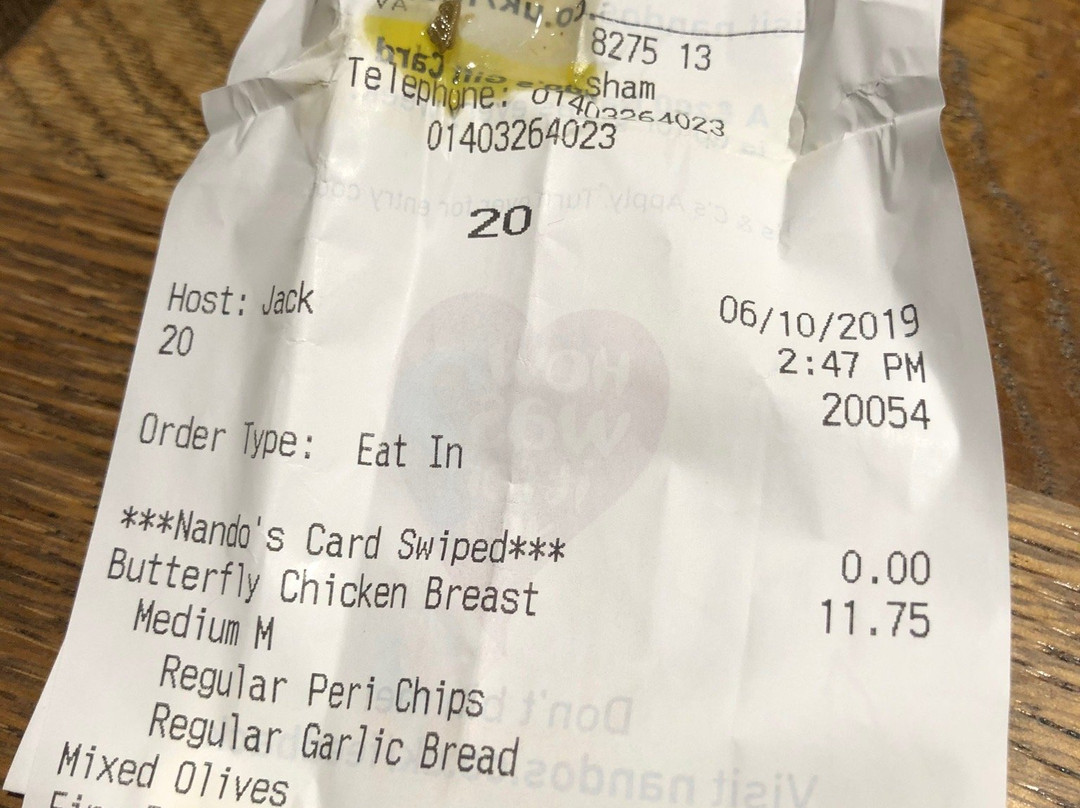 VA
8275 13
sham
Telephone: 01403264023
01403264023
20
Host: Jack
06/10/2019
20
2:47 PM
20054
Order Type: Eat In
***Nando's Card Swiped*** 0.00
Butterfly Chicken Breast 11.75
Medium M
Regular Peri Chips
Regular Garlic Bread
Mixed Olives